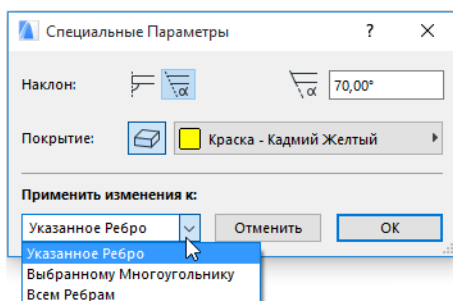 Специальные Параметры ? ×
Наклон: α α 70,00°
Покрытие: Краска - Кадмий Желтый
Применить изменения к:
Указанное Ребро Отменить ОК
Указанное Ребро
Выбранному Многоугольнику
Всем Ребрам